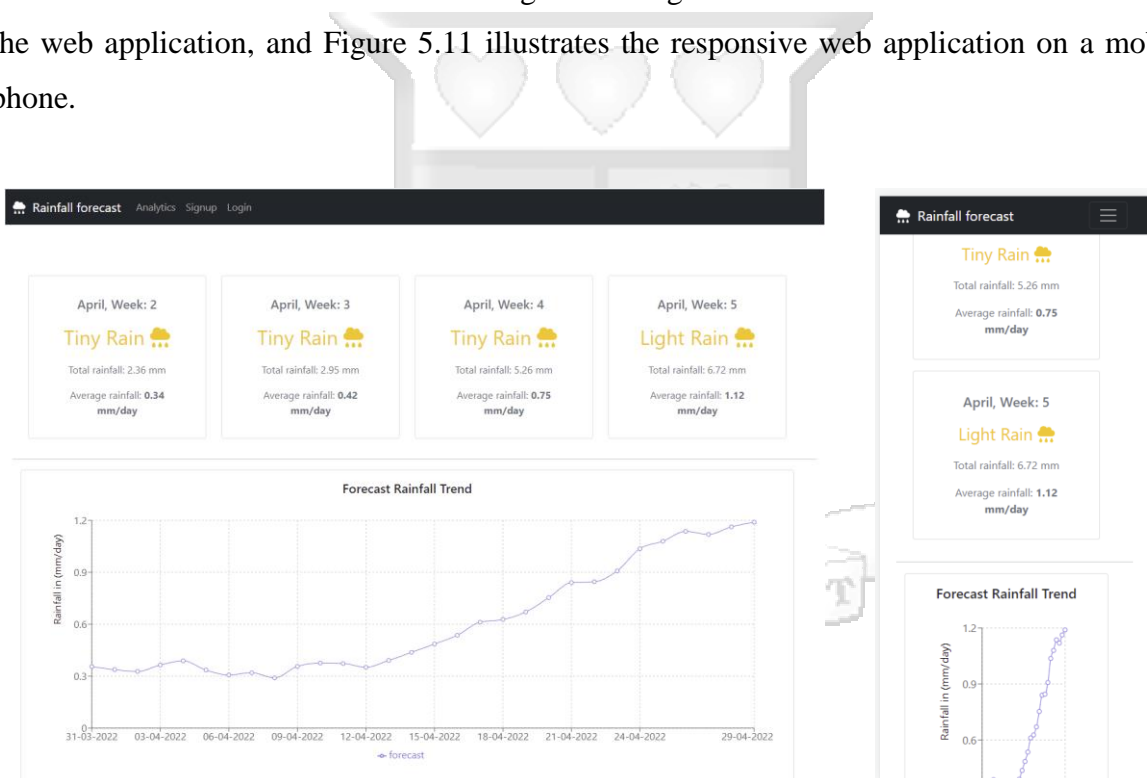 he web application, and Figure 5.11 illustrates the responsive web application on a mo
phone.
Rainfall forecast Analytics Signup Login
April, Week: 2
Tiny Rain
Total rainfall: 2.36 mm
Average rainfall: 0.34
mm/day
April, Week: 3
Tiny Rain
Total rainfall: 2.95 mm
Average rainfall: 0.42
mm/day
April, Week: 4
Tiny Rain
Total rainfall: 5.26 mm
Average rainfall: 0.75
mm/day
April, Week: 5
Light Rain
Total rainfall: 6.72 mm
Average rainfall: 1.12
mm/day
Forecast Rainfall Trend
Rainfall in (mm/day)
1.2
0.9
0.6
0.3
0
31-03-2022 03-04-2022 06-04-2022 09-04-2022 12-04-2022 15-04-2022 18-04-2022 21-04-2022 24-04-2022 29-04-2022
forecast
Rainfall forecast
Tiny Rain
Total rainfall: 5.26 mm
Average rainfall: 0.75
mm/day
April, Week: 5
Light Rain
Total rainfall: 6.72 mm
Average rainfall: 1.12
mm/day
Forecast Rainfall Trend
Rainfall in (mm/day)
1.2
0.9
0.6